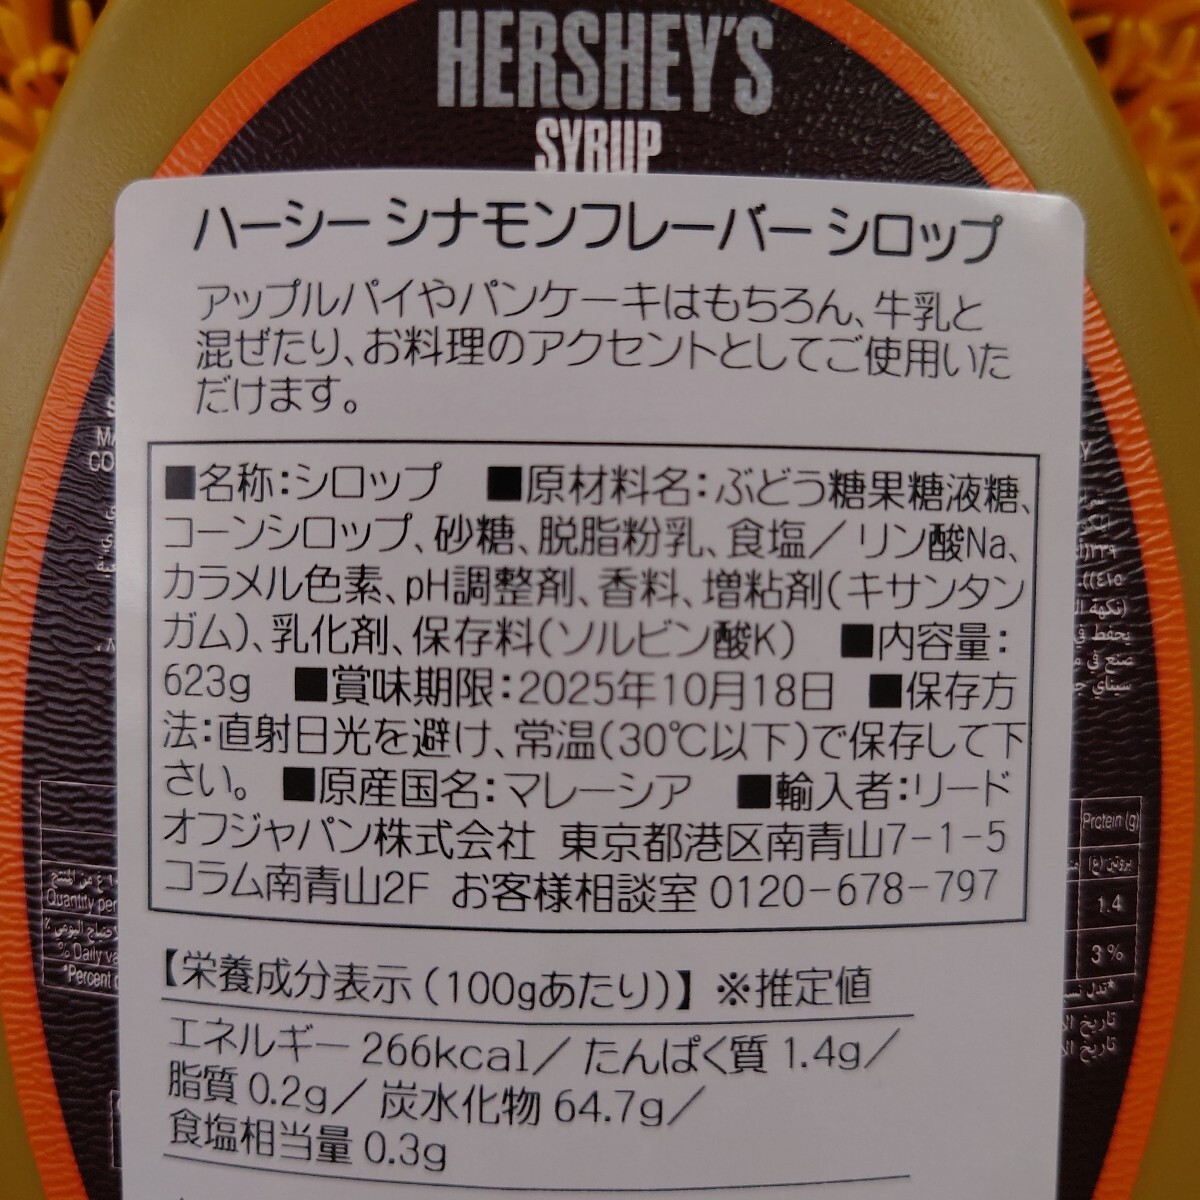 HERSHEY'S
SYRUP
ハーシー シナモンフレーバー シロップ
アップルパイやパンケーキはもちろん、牛乳と
混ぜたり、お料理のアクセントとしてご使用いた
だけます。
■名称：シロップ ■原材料名：ぶどう糖果糖液糖、
コーンシロップ、砂糖、脱脂粉乳、食塩／リン酸Na、
カラメル色素、pH調整剤、香料、増粘剤（キサンタン
ガム）、乳化剤、保存料（ソルビン酸K） ■内容量：
623g ■賞味期限：2025年10月18日 ■保存方
法：直射日光を避け、常温（30℃以下）で保存して下
さい。 ■原産国名：マレーシア ■輸入者：リード
オフジャパン株式会社 東京都港区南青山7-1-5
コラム南青山2F お客様相談室 0120-678-797
【栄養成分表示（100gあたり）】※推定値
エネルギー 266kcal／たんぱく質 1.4g／
脂質 0.2g／炭水化物 64.7g／
食塩相当量 0.3g
Quantity per
% Daily
*Percent
Protein (g)
1.4
3%